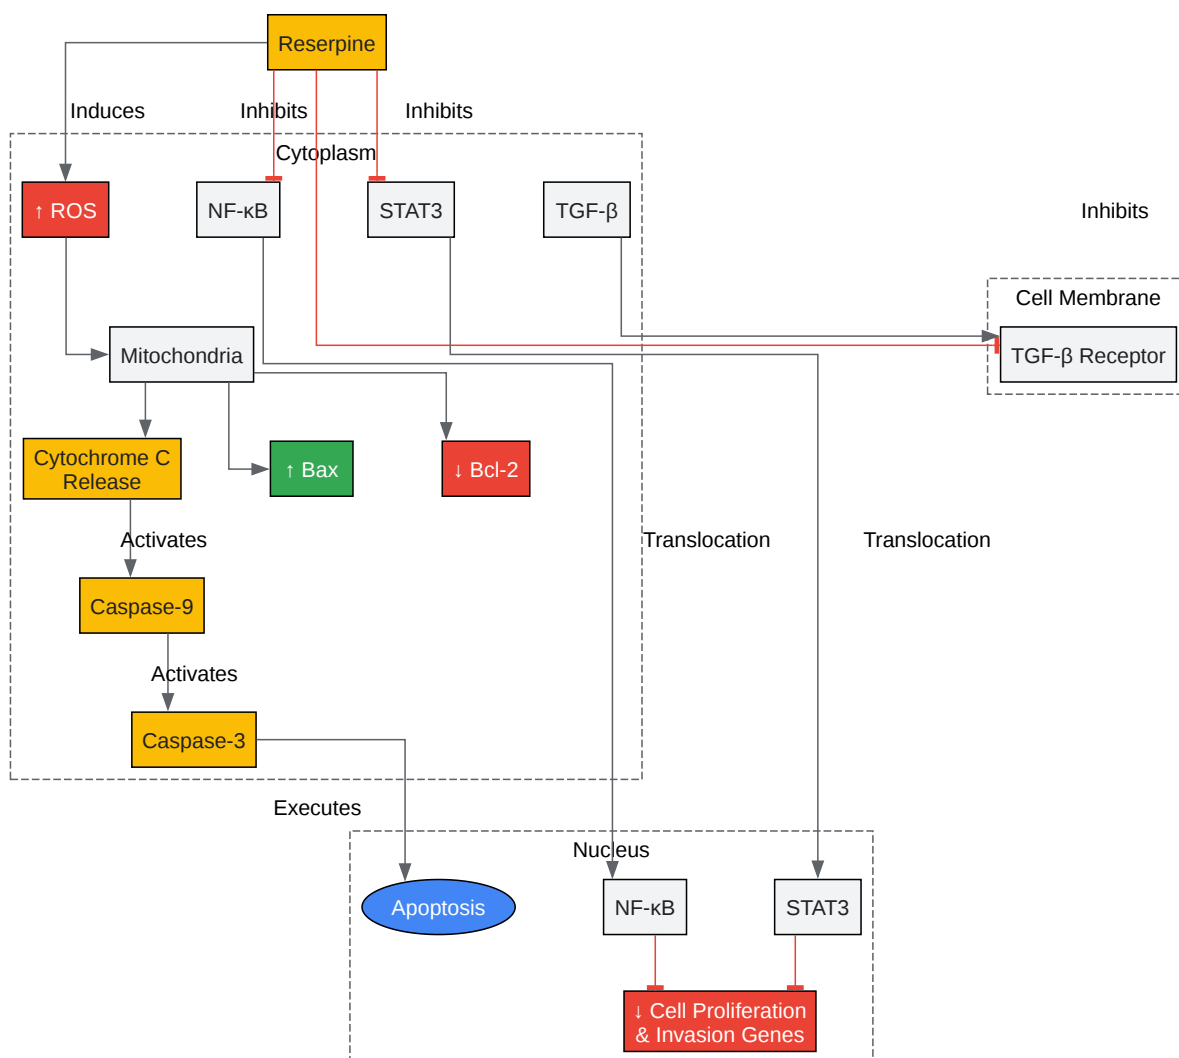 Reserpine
Induces
Inhibits
Inhibits
Cytoplasm
↑ ROS
NF-κB
STAT3
TGF-β
Inhibits
Cell Membrane
Mitochondria
TGF-β Receptor
Cytochrome C
Release
↑ Bax
↓ Bcl-2
Activates
Translocation
Translocation
Caspase-9
Activates
Caspase-3
Executes
Nucleus
Apoptosis
NF-κB
STAT3
↓ Cell Proliferation
& Invasion Genes